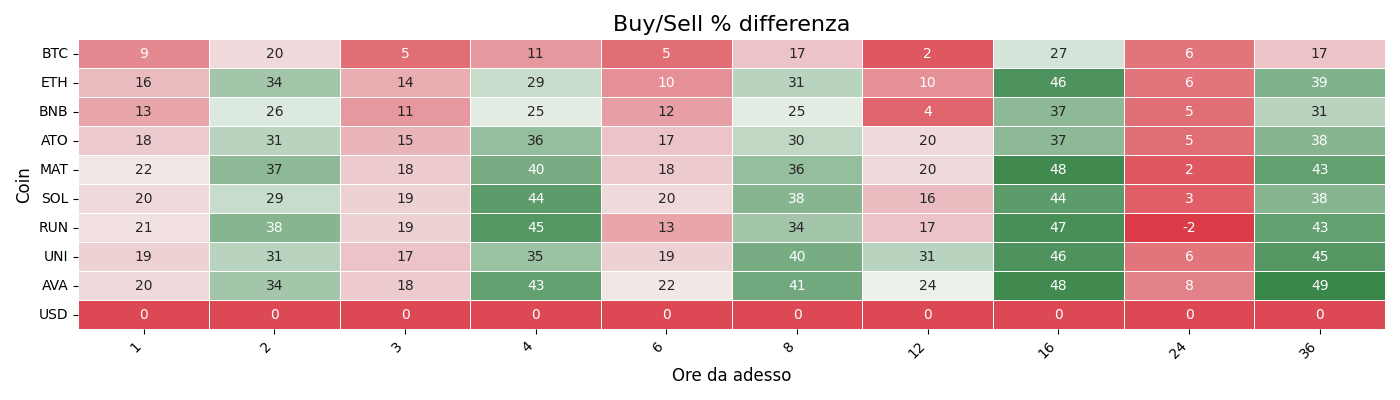 Buy/Sell % differenza
Coin
BTC 9 20 5 11 5 17 2 27 6 17
ETH 16 34 14 29 10 31 10 46 6 39
BNB 13 26 11 25 12 25 4 37 5 31
ATO 18 31 15 36 17 30 20 37 5 38
MAT 22 37 18 40 18 36 20 48 2 43
SOL 20 29 19 44 20 38 16 44 3 38
RUN 21 38 19 45 13 34 17 47 -2 43
UNI 19 31 17 35 19 40 31 46 6 45
AVA 20 34 18 43 22 41 24 48 8 49
USD 0 0 0 0 0 0 0 0 0 0
1 2 3 4 6 8 12 16 24 36
Ore da adesso